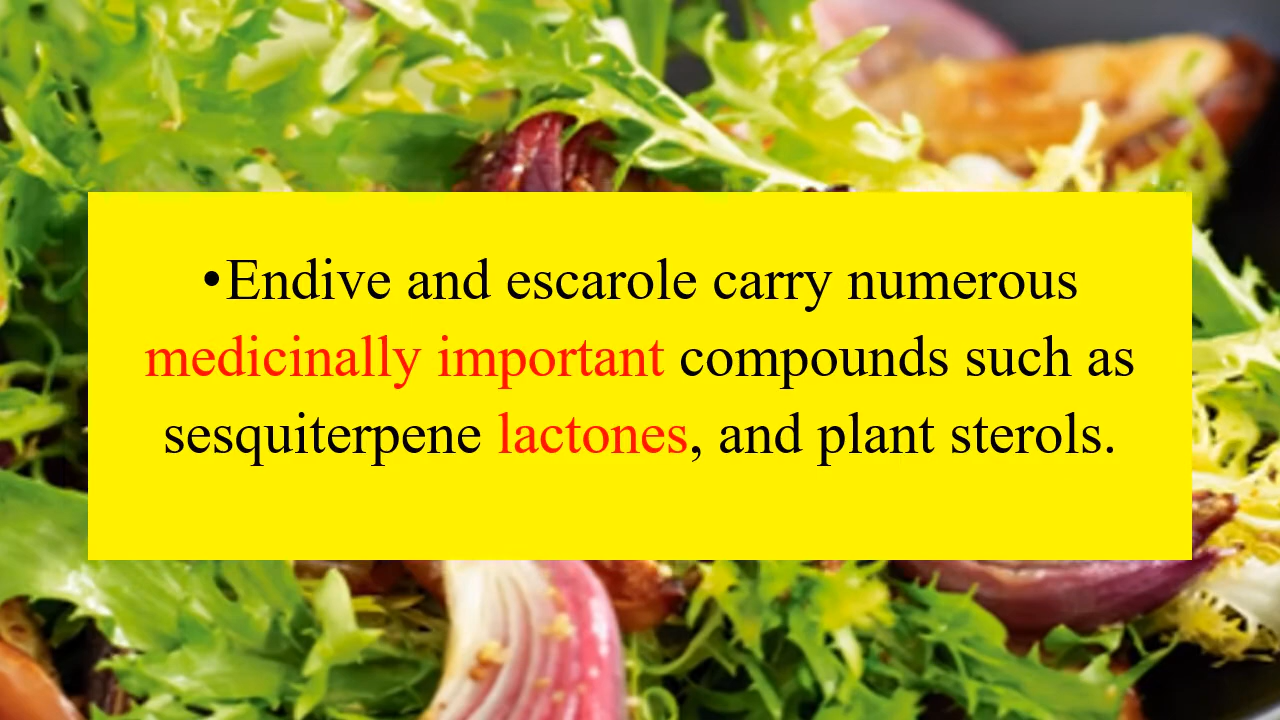 •Endive and escarole carry numerous
medicinally important compounds such as
sesquiterpene lactones, and plant sterols.